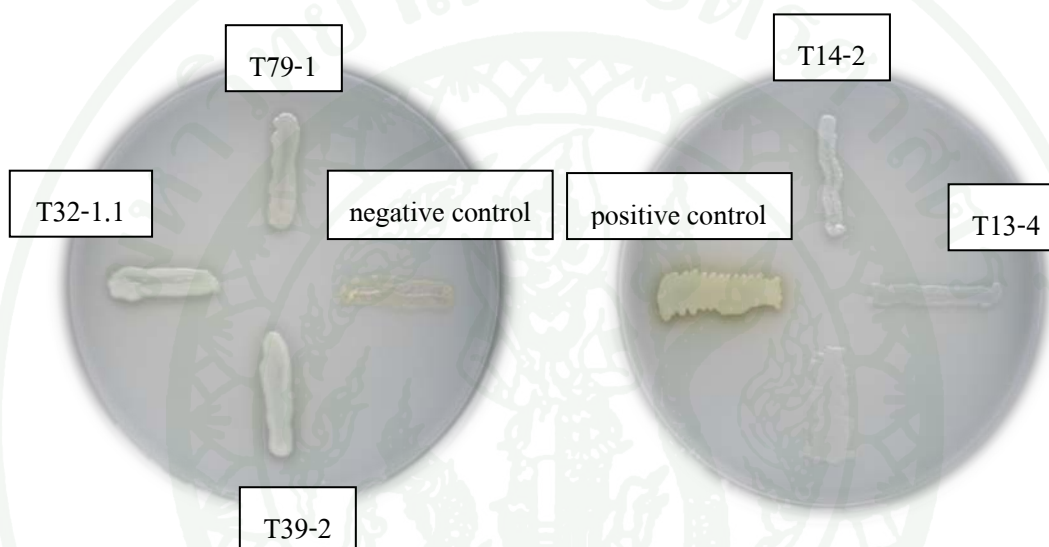 T79-1
T14-2
T32-1.1
negative control
positive control
T13-4
T39-2